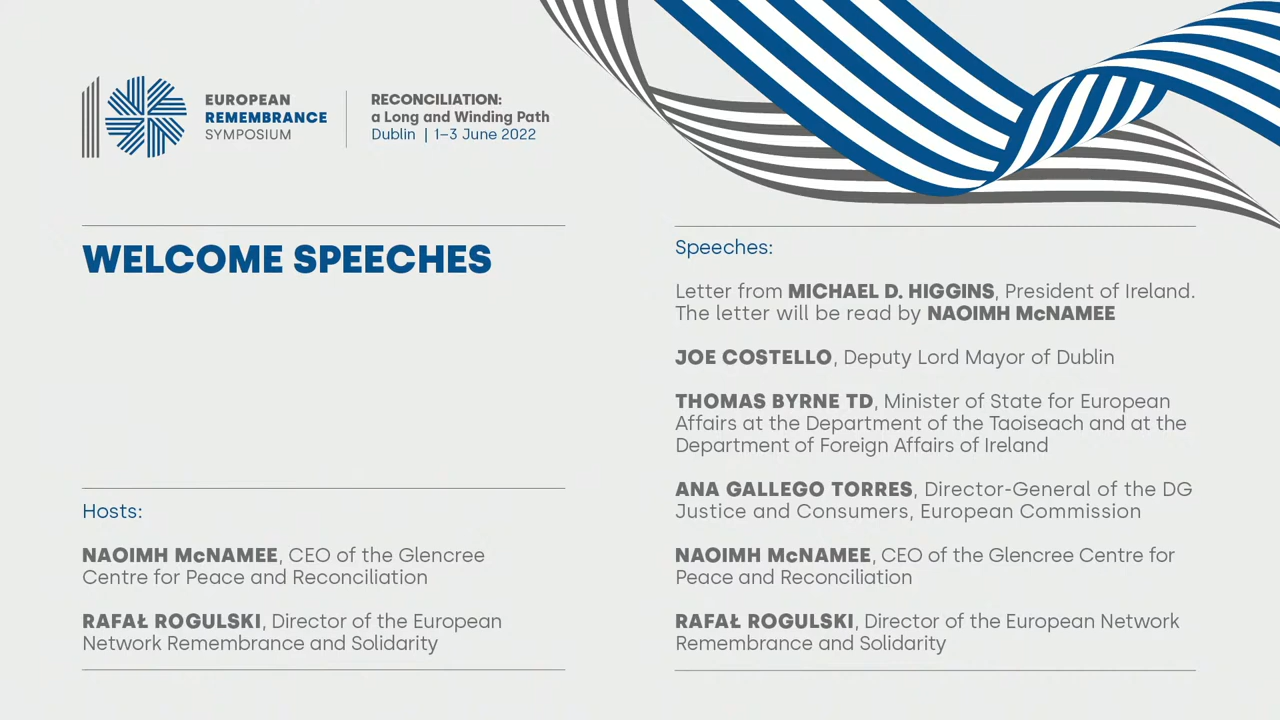 EUROPEAN
REMEMBRANCE
SYMPOSIUM
RECONCILIATION:
a Long and Winding Path
Dublin | 1–3 June 2022
WELCOME SPEECHES
Hosts:
NAOIMH McNAMEE, CEO of the Glencree
Centre for Peace and Reconciliation
RAFAŁ ROGULSKI, Director of the European
Network Remembrance and Solidarity
Speeches:
Letter from MICHAEL D. HIGGINS, President of Ireland.
The letter will be read by NAOIMH McNAMEE
JOE COSTELLO, Deputy Lord Mayor of Dublin
THOMAS BYRNE TD, Minister of State for European
Affairs at the Department of the Taoiseach and at the
Department of Foreign Affairs of Ireland
ANA GALLEGO TORRES, Director-General of the DG
Justice and Consumers, European Commission
NAOIMH McNAMEE, CEO of the Glencree Centre for
Peace and Reconciliation
RAFAŁ ROGULSKI, Director of the European Network
Remembrance and Solidarity